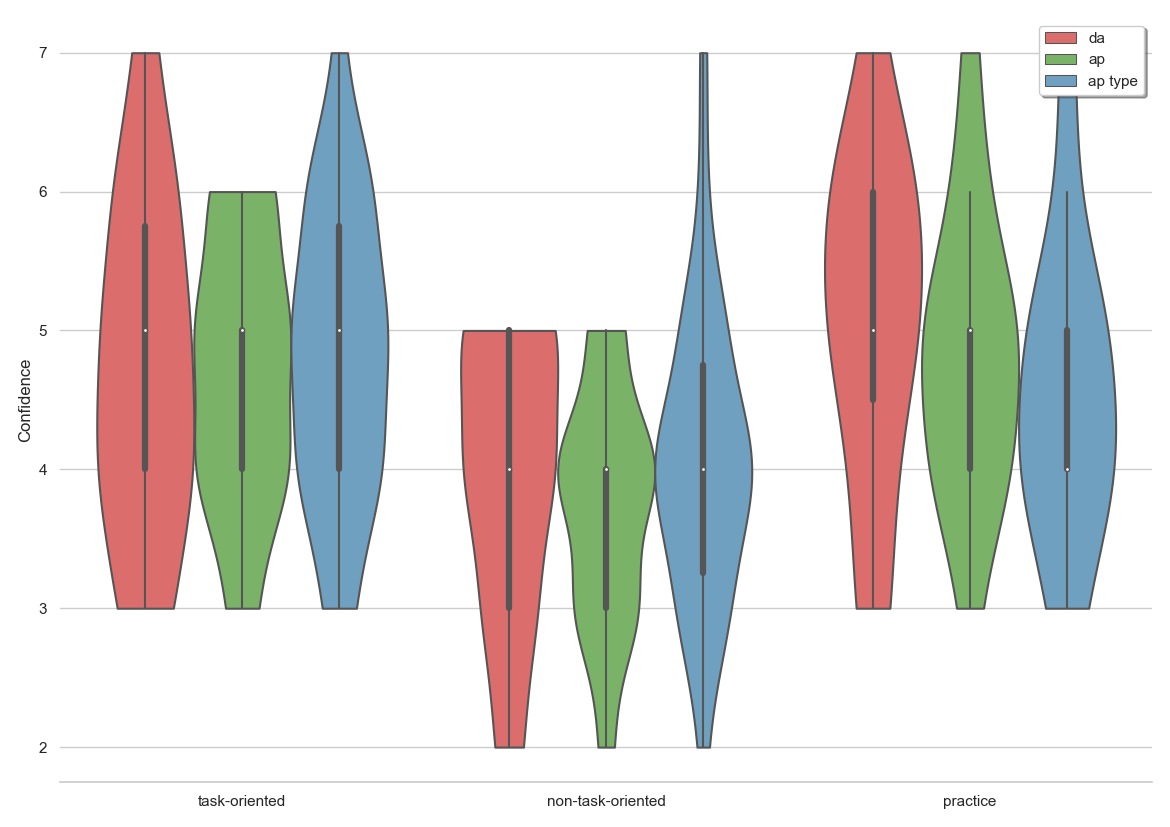 7
6
5
4
3
2
Confidence
da
ap
ap type
task-oriented
non-task-oriented
practice